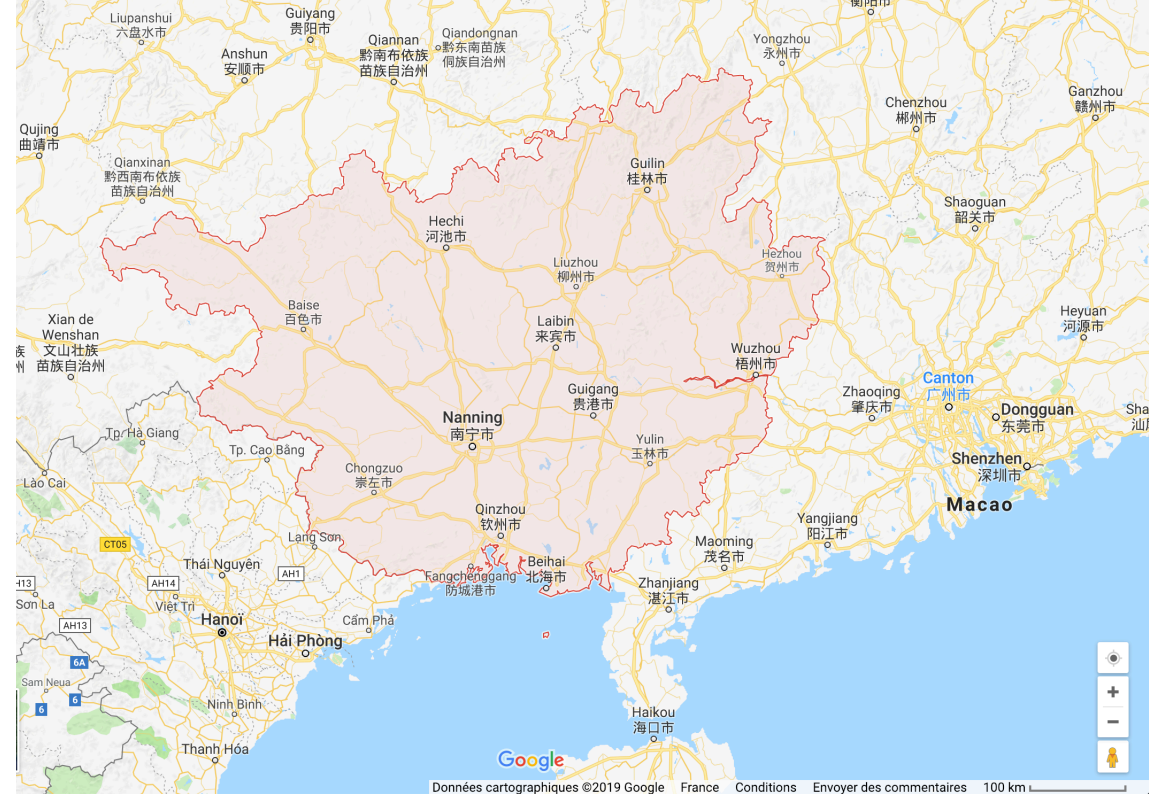 Liupanshui
六盘水市
Guiyang
贵阳市
Anshun
安顺市
Qiannan
黔南布依族
苗族自治州
Qiandongnan
黔东南苗族
侗族自治州
衡阳市
Yongzhou
永州市
Chenzhou
郴州市
Ganzhou
赣州市
Qujing
曲靖市
Qianxinan
黔西南布依族
苗族自治州
Guilin
桂林市
Shaoguan
韶关市
Hechi
河池市
Liuzhou
柳州市
Hezhou
贺州市
Baise
百色市
Laibin
来宾市
Heyuan
河源市
Xian de
Wenshan
文山壮族
苗族自治州
族
州
Wuzhou
梧州市
Guigang
贵港市
Zhaoqing
肇庆市
Canton
广州市
Dongguan
东莞市
Sha
汕
Nanning
南宁市
Yulin
玉林市
Tp. Hà Giang
Tp. Cao Bằng
Chongzuo
崇左市
Shenzhen
深圳市
Lào Cai
Macao
Qinzhou
钦州市
Yangjiang
阳江市
Lạng Sơn
CT05
Maoming
茂名市
Beihai
北海市
Fangchenggang
防城港市
Thái Nguyên
AH1
AH13
AH14
Zhanjiang
湛江市
Sơn La
Việt Trì
AH13
Hanoï
Cẩm Phả
Hải Phòng
6A
Sam Neua
6
6
Ninh Bình
Thanh Hóa
Haikou
海口市
Google
Données cartographiques ©2019 Google France Conditions Envoyer des commentaires 100 km